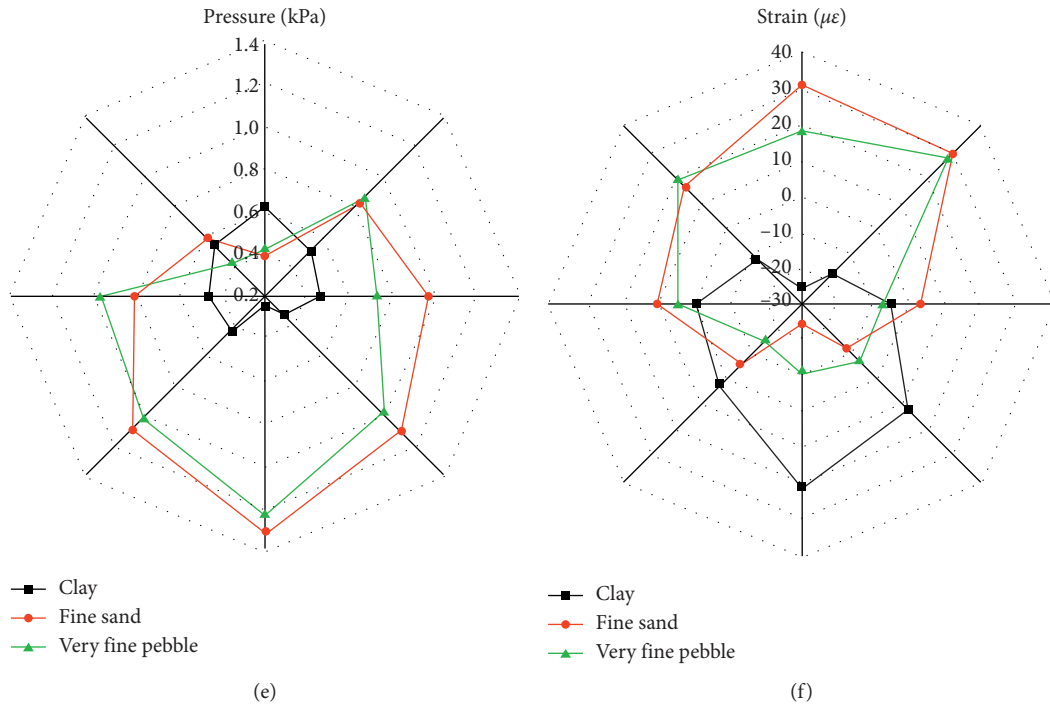 Pressure (kPa)
1.4
1.2
1.0
0.8
0.6
0.4
0.2
Clay
Fine sand
Very fine pebble
(e)
Strain (με)
40
30
20
10
0
−10
−20
−30
Clay
Fine sand
Very fine pebble
(f)